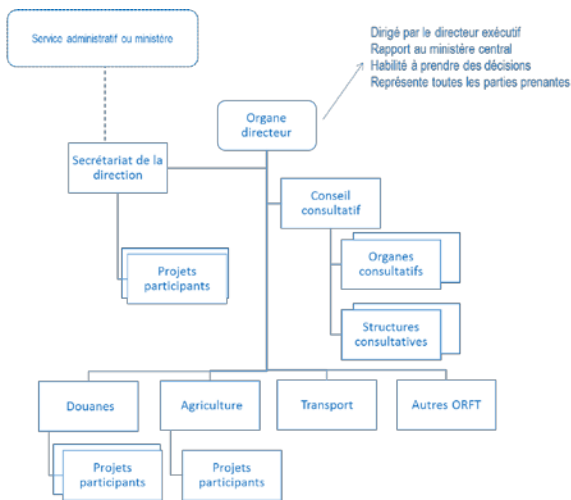 Service administratif ou ministère
Dirigé par le directeur exécutif
Rapport au ministère central
Habilité à prendre des décisions
Représente toutes les parties prenantes
Organe
directeur
Secrétariat de la
direction
Conseil
consultatif
Projets
participants
Organes
consultatifs
Structures
consultatives
Douanes
Agriculture
Transport
Autres ORFT
Projets
participants
Projets
participants